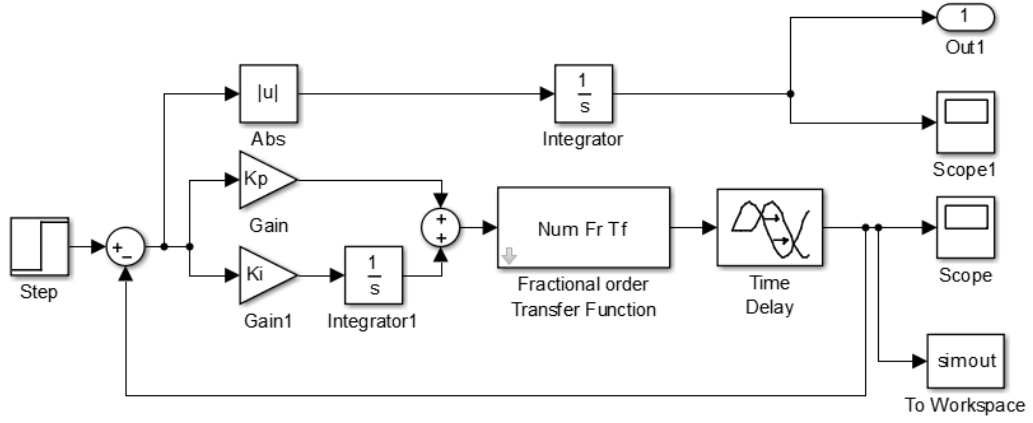 1
Out1
|u|
Abs
1
s
Integrator
Scope1
Kp
Gain
+
+
+
−
Num Fr Tf
Fractional order
Transfer Function
Time
Delay
Scope
Step
Ki
Gain1
1
s
Integrator1
simout
To Workspace